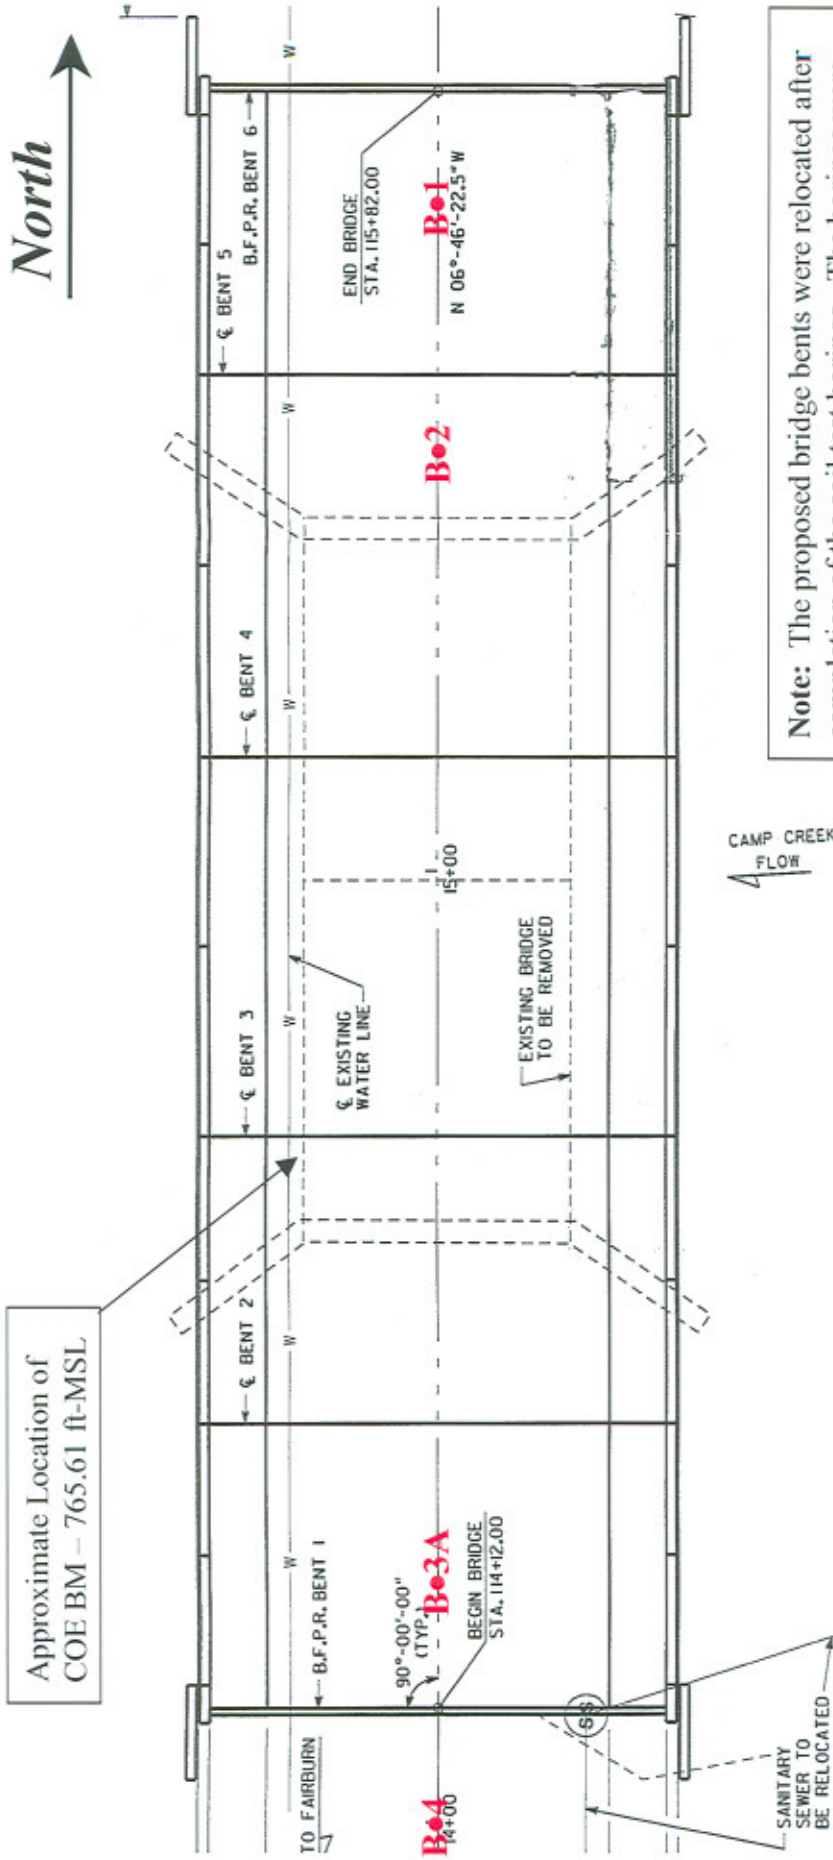 North
Approximate Location of
COE BM – 765.61 ft-MSL
TO FAIRBURN
B.F.P.R. BENT 1
℄ BENT 2
℄ BENT 3
℄ BENT 4
℄ BENT 5
B.F.P.R. BENT 6
W
W
W
W
W
W
℄ EXISTING
WATER LINE
END BRIDGE
STA. 115+82.00
90°-00'-00"
(TYP.)
B 4
14+00
B 3A
15+00
B 2
B 1
N 06°-46'-22.5" W
BEGIN BRIDGE
STA. 114+12.00
EXISTING BRIDGE
TO BE REMOVED
SS
SANITARY
SEWER TO
BE RELOCATED
CAMP CREEK
FLOW
Note: The proposed bridge bents were relocated after